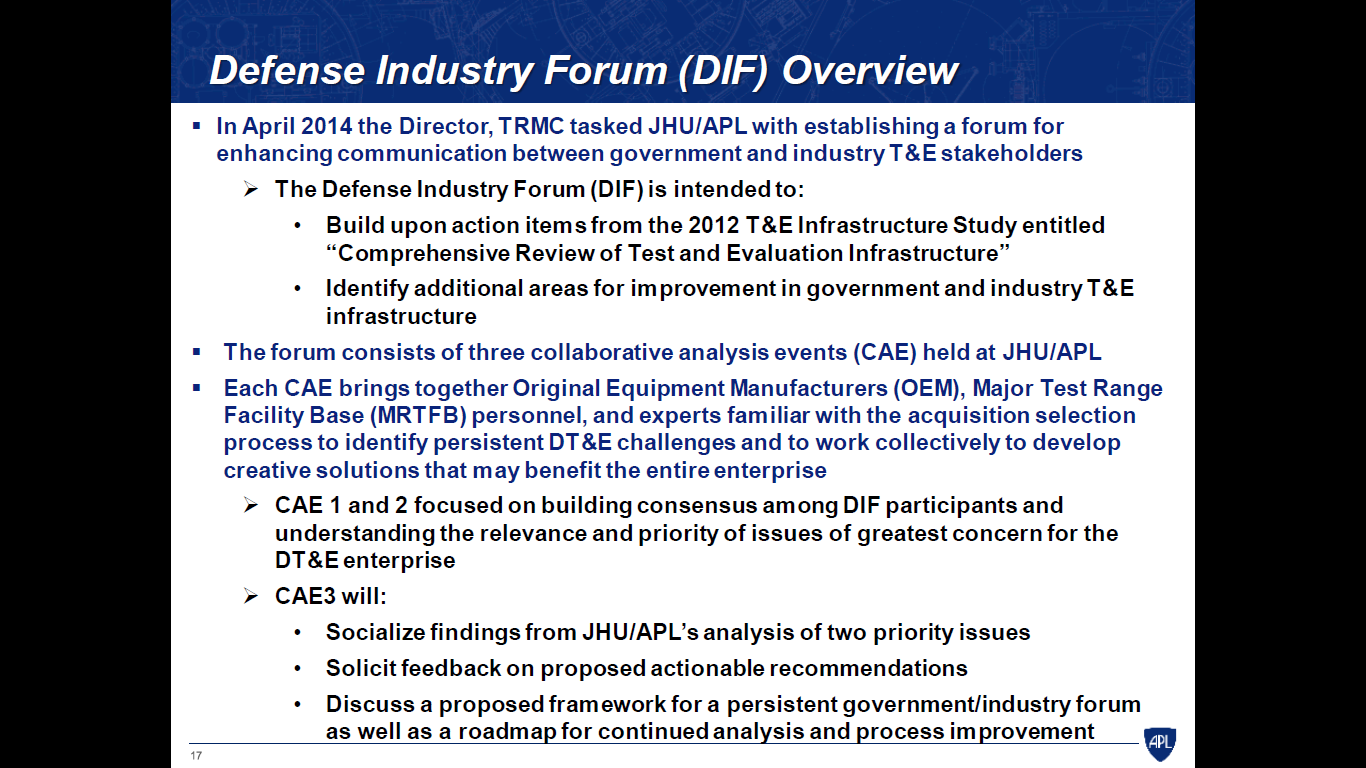 Defense Industry Forum (DIF) Overview
▪ In April 2014 the Director, TRMC tasked JHU/APL with establishing a forum for
enhancing communication between government and industry T&E stakeholders
➢ The Defense Industry Forum (DIF) is intended to:
• Build upon action items from the 2012 T&E Infrastructure Study entitled
“Comprehensive Review of Test and Evaluation Infrastructure”
• Identify additional areas for improvement in government and industry T&E
infrastructure
▪ The forum consists of three collaborative analysis events (CAE) held at JHU/APL
▪ Each CAE brings together Original Equipment Manufacturers (OEM), Major Test Range
Facility Base (MRTFB) personnel, and experts familiar with the acquisition selection
process to identify persistent DT&E challenges and to work collectively to develop
creative solutions that may benefit the entire enterprise
➢ CAE 1 and 2 focused on building consensus among DIF participants and
understanding the relevance and priority of issues of greatest concern for the
DT&E enterprise
➢ CAE3 will:
• Socialize findings from JHU/APL’s analysis of two priority issues
• Solicit feedback on proposed actionable recommendations
• Discuss a proposed framework for a persistent government/industry forum
as well as a roadmap for continued analysis and process improvement
APL
17